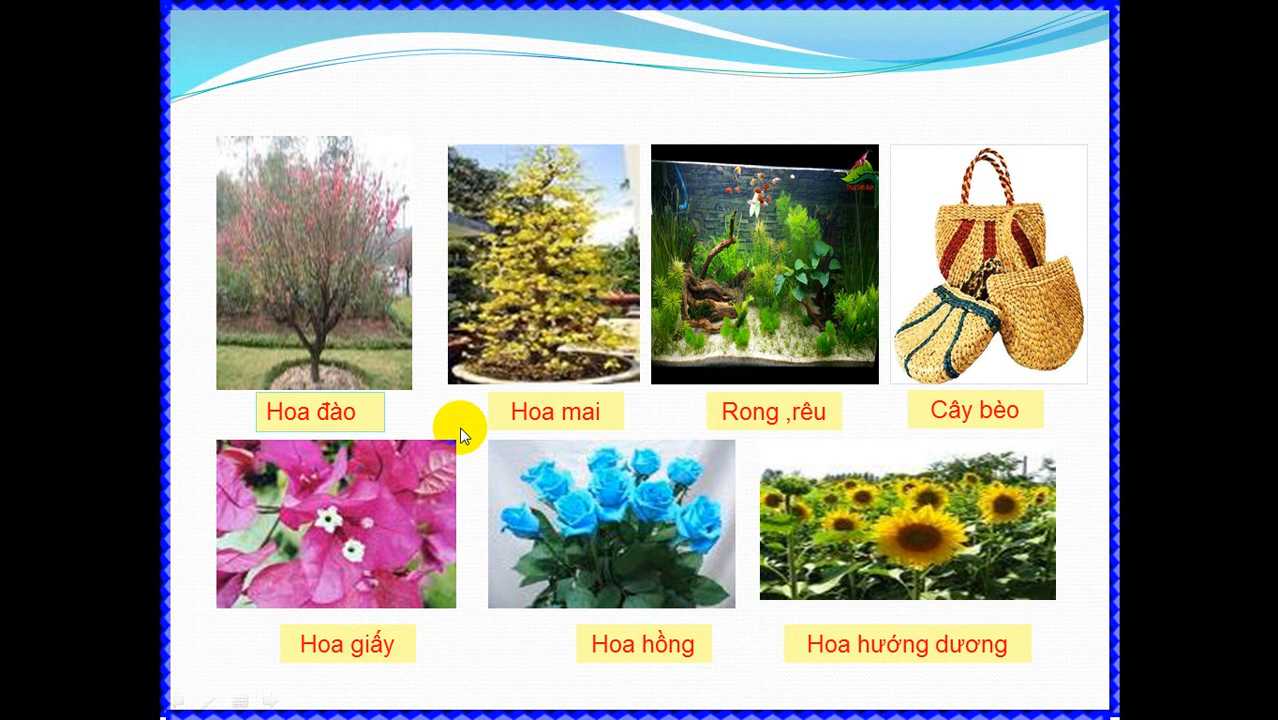 Hoa đào
Hoa mai
Rong ,rêu
Cây bèo
Hoa giấy
Hoa hồng
Hoa hướng dương